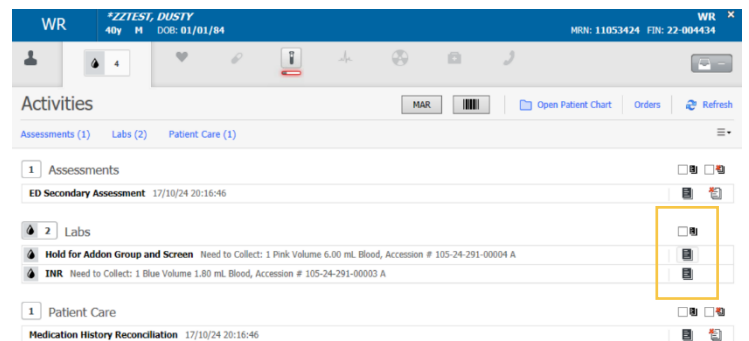 WR *ZZTEST, DUSTY WR ×
40y M DOB: 01/01/84 MRN: 11053424 FIN: 22-004434
4
Activities MAR Open Patient Chart Orders Refresh
Assessments (1) Labs (2) Patient Care (1)
1 Assessments
ED Secondary Assessment 17/10/24 20:16:46
2 Labs
Hold for Addon Group and Screen Need to Collect: 1 Pink Volume 6.00 mL Blood, Accession # 105-24-291-00004 A
INR Need to Collect: 1 Blue Volume 1.80 mL Blood, Accession # 105-24-291-00003 A
1 Patient Care
Medication History Reconciliation 17/10/24 20:16:46